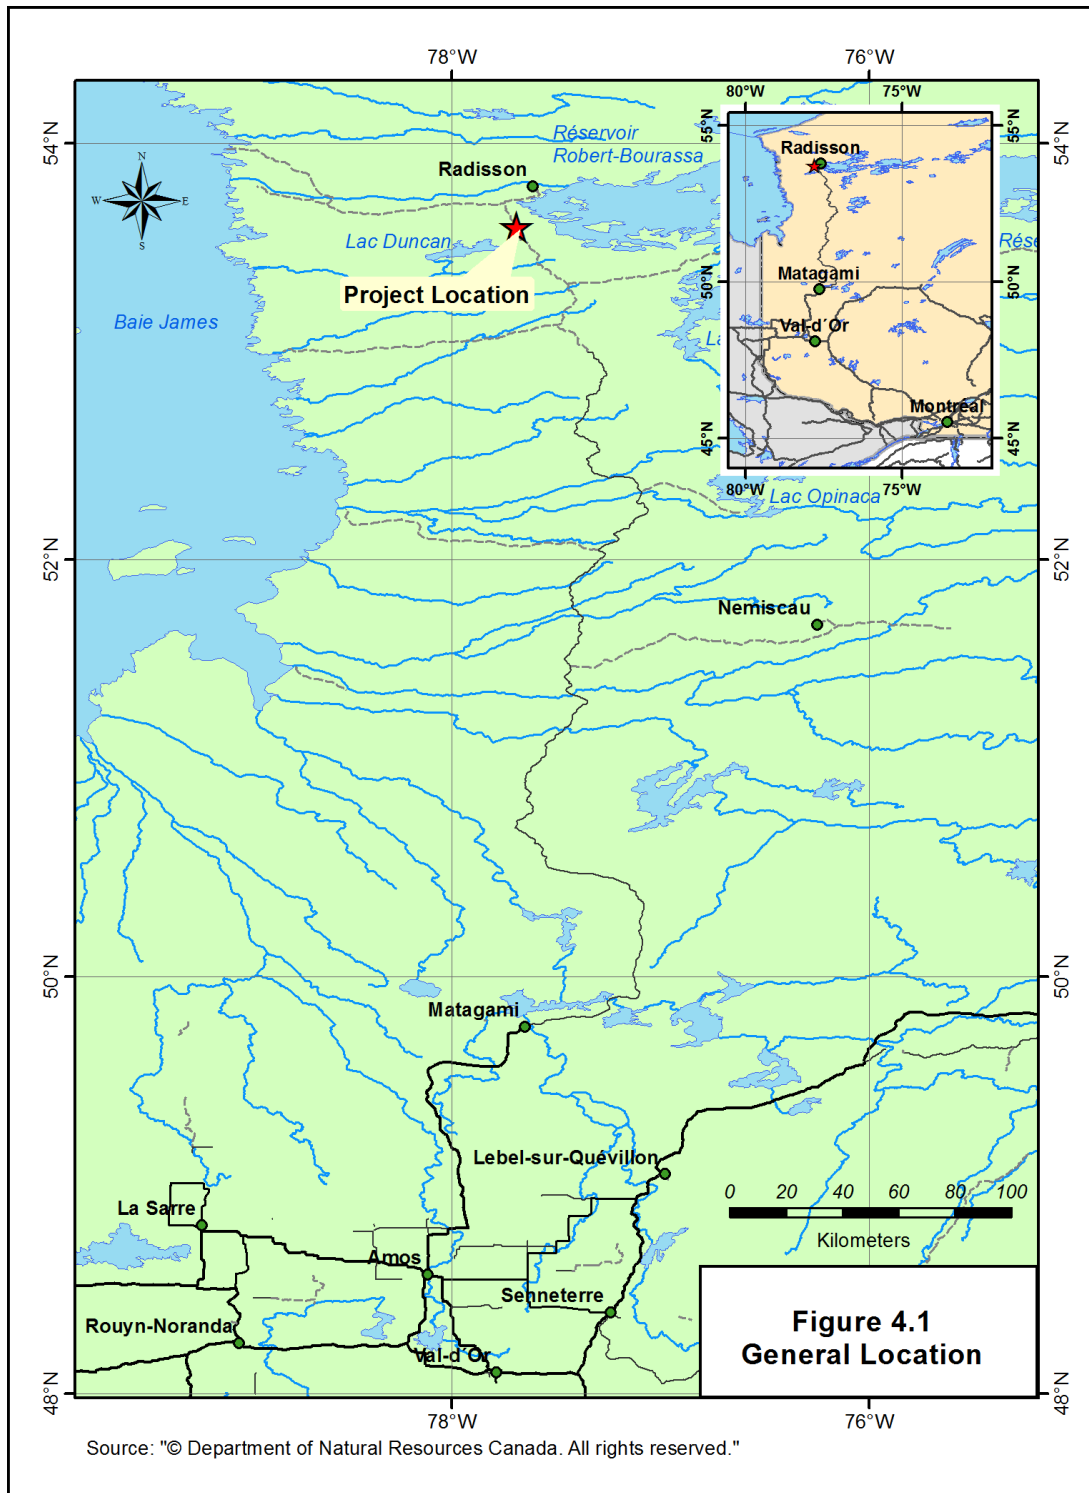 78°W
76°W
80°W
75°W
55°N
55°N
54°N
54°N
N
W
E
S
Réservoir
Robert-Bourassa
Radisson
Radisson
Lac Duncan
Project Location
Baie James
Rése
La
50°N
50°N
Matagami
Val-d'Or
Montréal
45°N
45°N
80°W
75°W
Lac Opinaca
52°N
52°N
Nemiscau
50°N
50°N
Matagami
Lebel-sur-Quévillon
0 20 40 60 80 100
Kilometers
La Sarre
Amos
Senneterre
Rouyn-Noranda
Val-d'Or
Figure 4.1
General Location
48°N
48°N
78°W
76°W
Source: "© Department of Natural Resources Canada. All rights reserved."